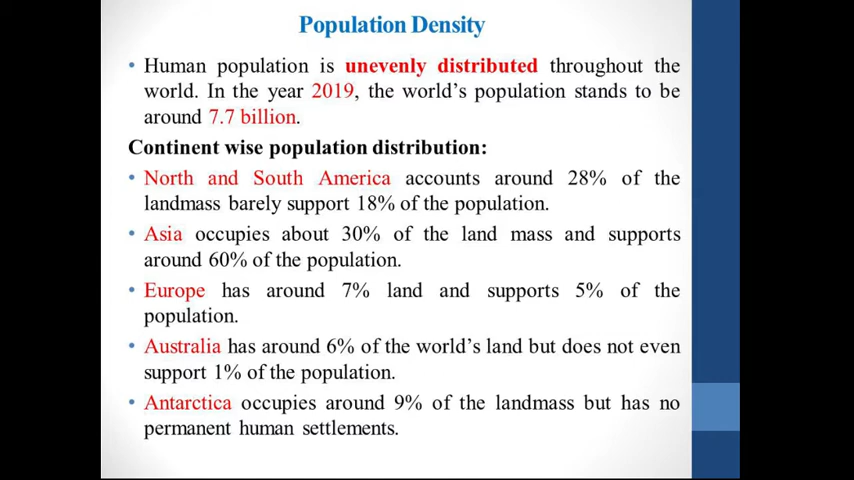 Population Density
• Human population is unevenly distributed throughout the
world. In the year 2019, the world's population stands to be
around 7.7 billion.
Continent wise population distribution:
• North and South America accounts around 28% of the
landmass barely support 18% of the population.
• Asia occupies about 30% of the land mass and supports
around 60% of the population.
• Europe has around 7% land and supports 5% of the
population.
• Australia has around 6% of the world's land but does not even
support 1% of the population.
• Antarctica occupies around 9% of the landmass but has no
permanent human settlements.